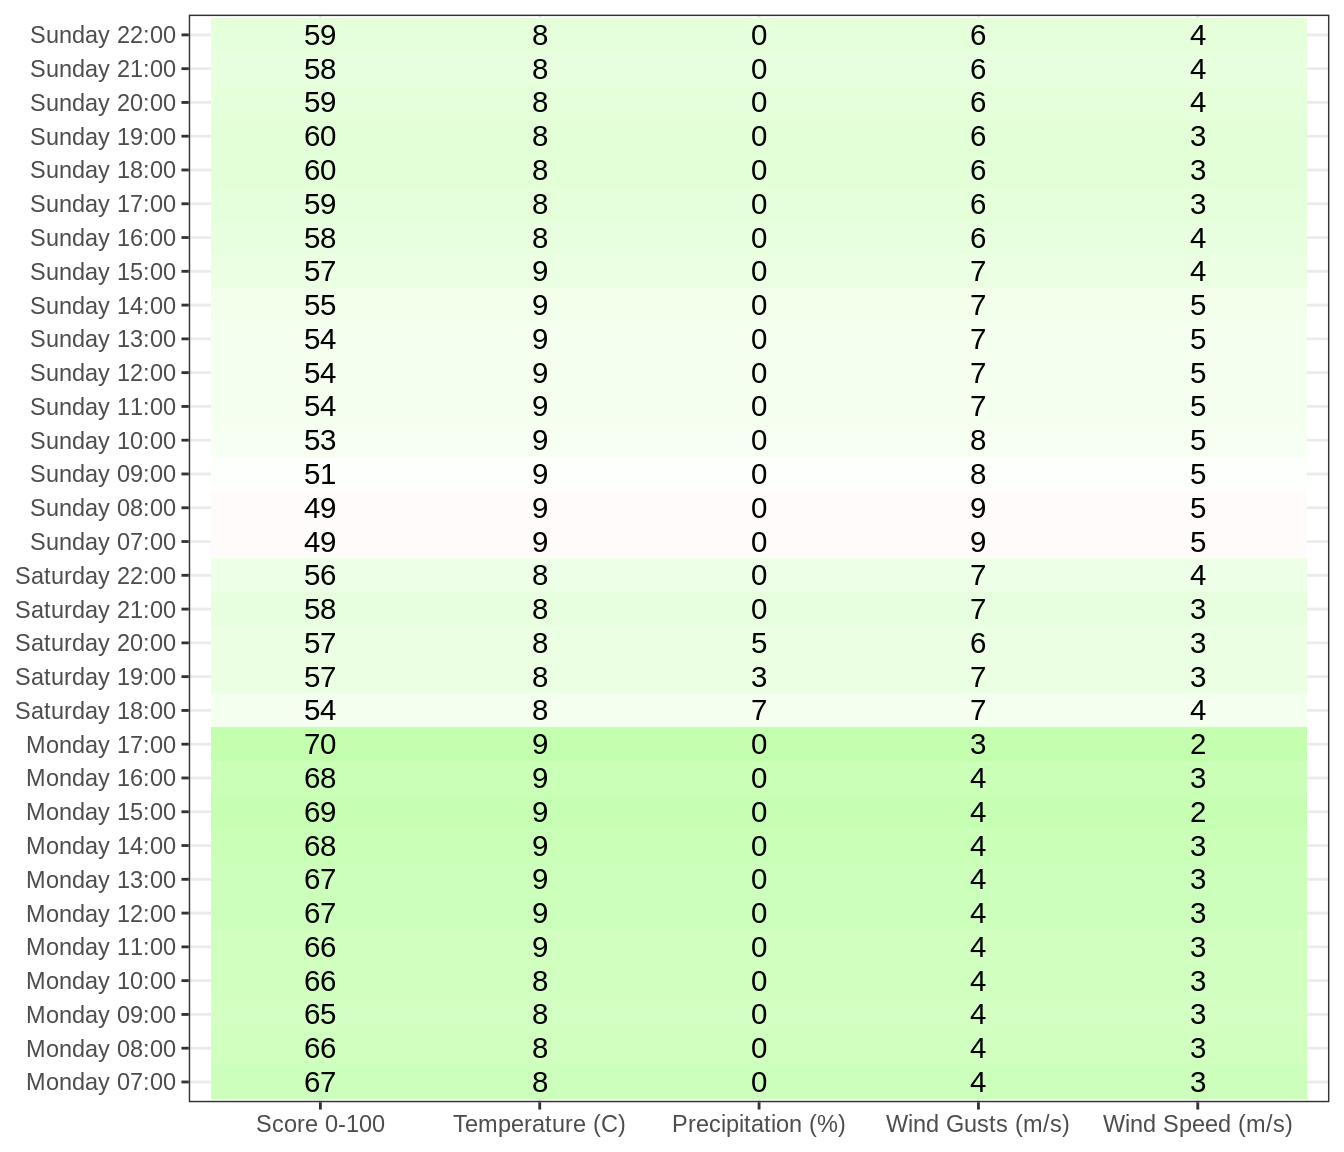 Sunday 22:00 59 8 0 6 4
Sunday 21:00 58 8 0 6 4
Sunday 20:00 59 8 0 6 4
Sunday 19:00 60 8 0 6 3
Sunday 18:00 60 8 0 6 3
Sunday 17:00 59 8 0 6 3
Sunday 16:00 58 8 0 6 4
Sunday 15:00 57 9 0 7 4
Sunday 14:00 55 9 0 7 5
Sunday 13:00 54 9 0 7 5
Sunday 12:00 54 9 0 7 5
Sunday 11:00 54 9 0 7 5
Sunday 10:00 53 9 0 8 5
Sunday 09:00 51 9 0 8 5
Sunday 08:00 49 9 0 9 5
Sunday 07:00 49 9 0 9 5
Saturday 22:00 56 8 0 7 4
Saturday 21:00 58 8 0 7 3
Saturday 20:00 57 8 5 6 3
Saturday 19:00 57 8 3 7 3
Saturday 18:00 54 8 7 7 4
Monday 17:00 70 9 0 3 2
Monday 16:00 68 9 0 4 3
Monday 15:00 69 9 0 4 2
Monday 14:00 68 9 0 4 3
Monday 13:00 67 9 0 4 3
Monday 12:00 67 9 0 4 3
Monday 11:00 66 9 0 4 3
Monday 10:00 66 8 0 4 3
Monday 09:00 65 8 0 4 3
Monday 08:00 66 8 0 4 3
Monday 07:00 67 8 0 4 3
Score 0-100 Temperature (C) Precipitation (%) Wind Gusts (m/s) Wind Speed (m/s)